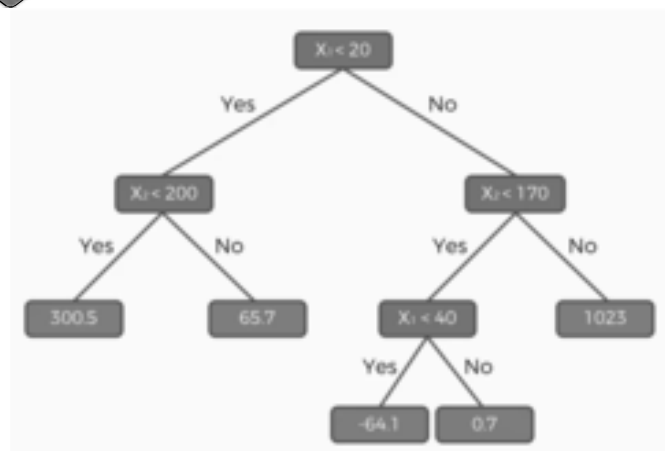 X₁ < 20
Yes
No
X₂ < 200
X₂ < 170
Yes
No
Yes
No
300.5
65.7
X₁ < 40
1023
Yes
No
-64.1
0.7